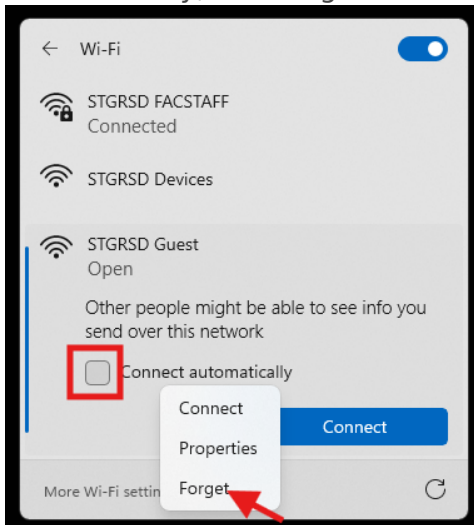 Wi-Fi
STGRSD FACSTAFF
Connected
STGRSD Devices
STGRSD Guest
Open
Other people might be able to see info you
send over this network
Connect automatically
Connect
Connect
Properties
More Wi-Fi settin
Forget